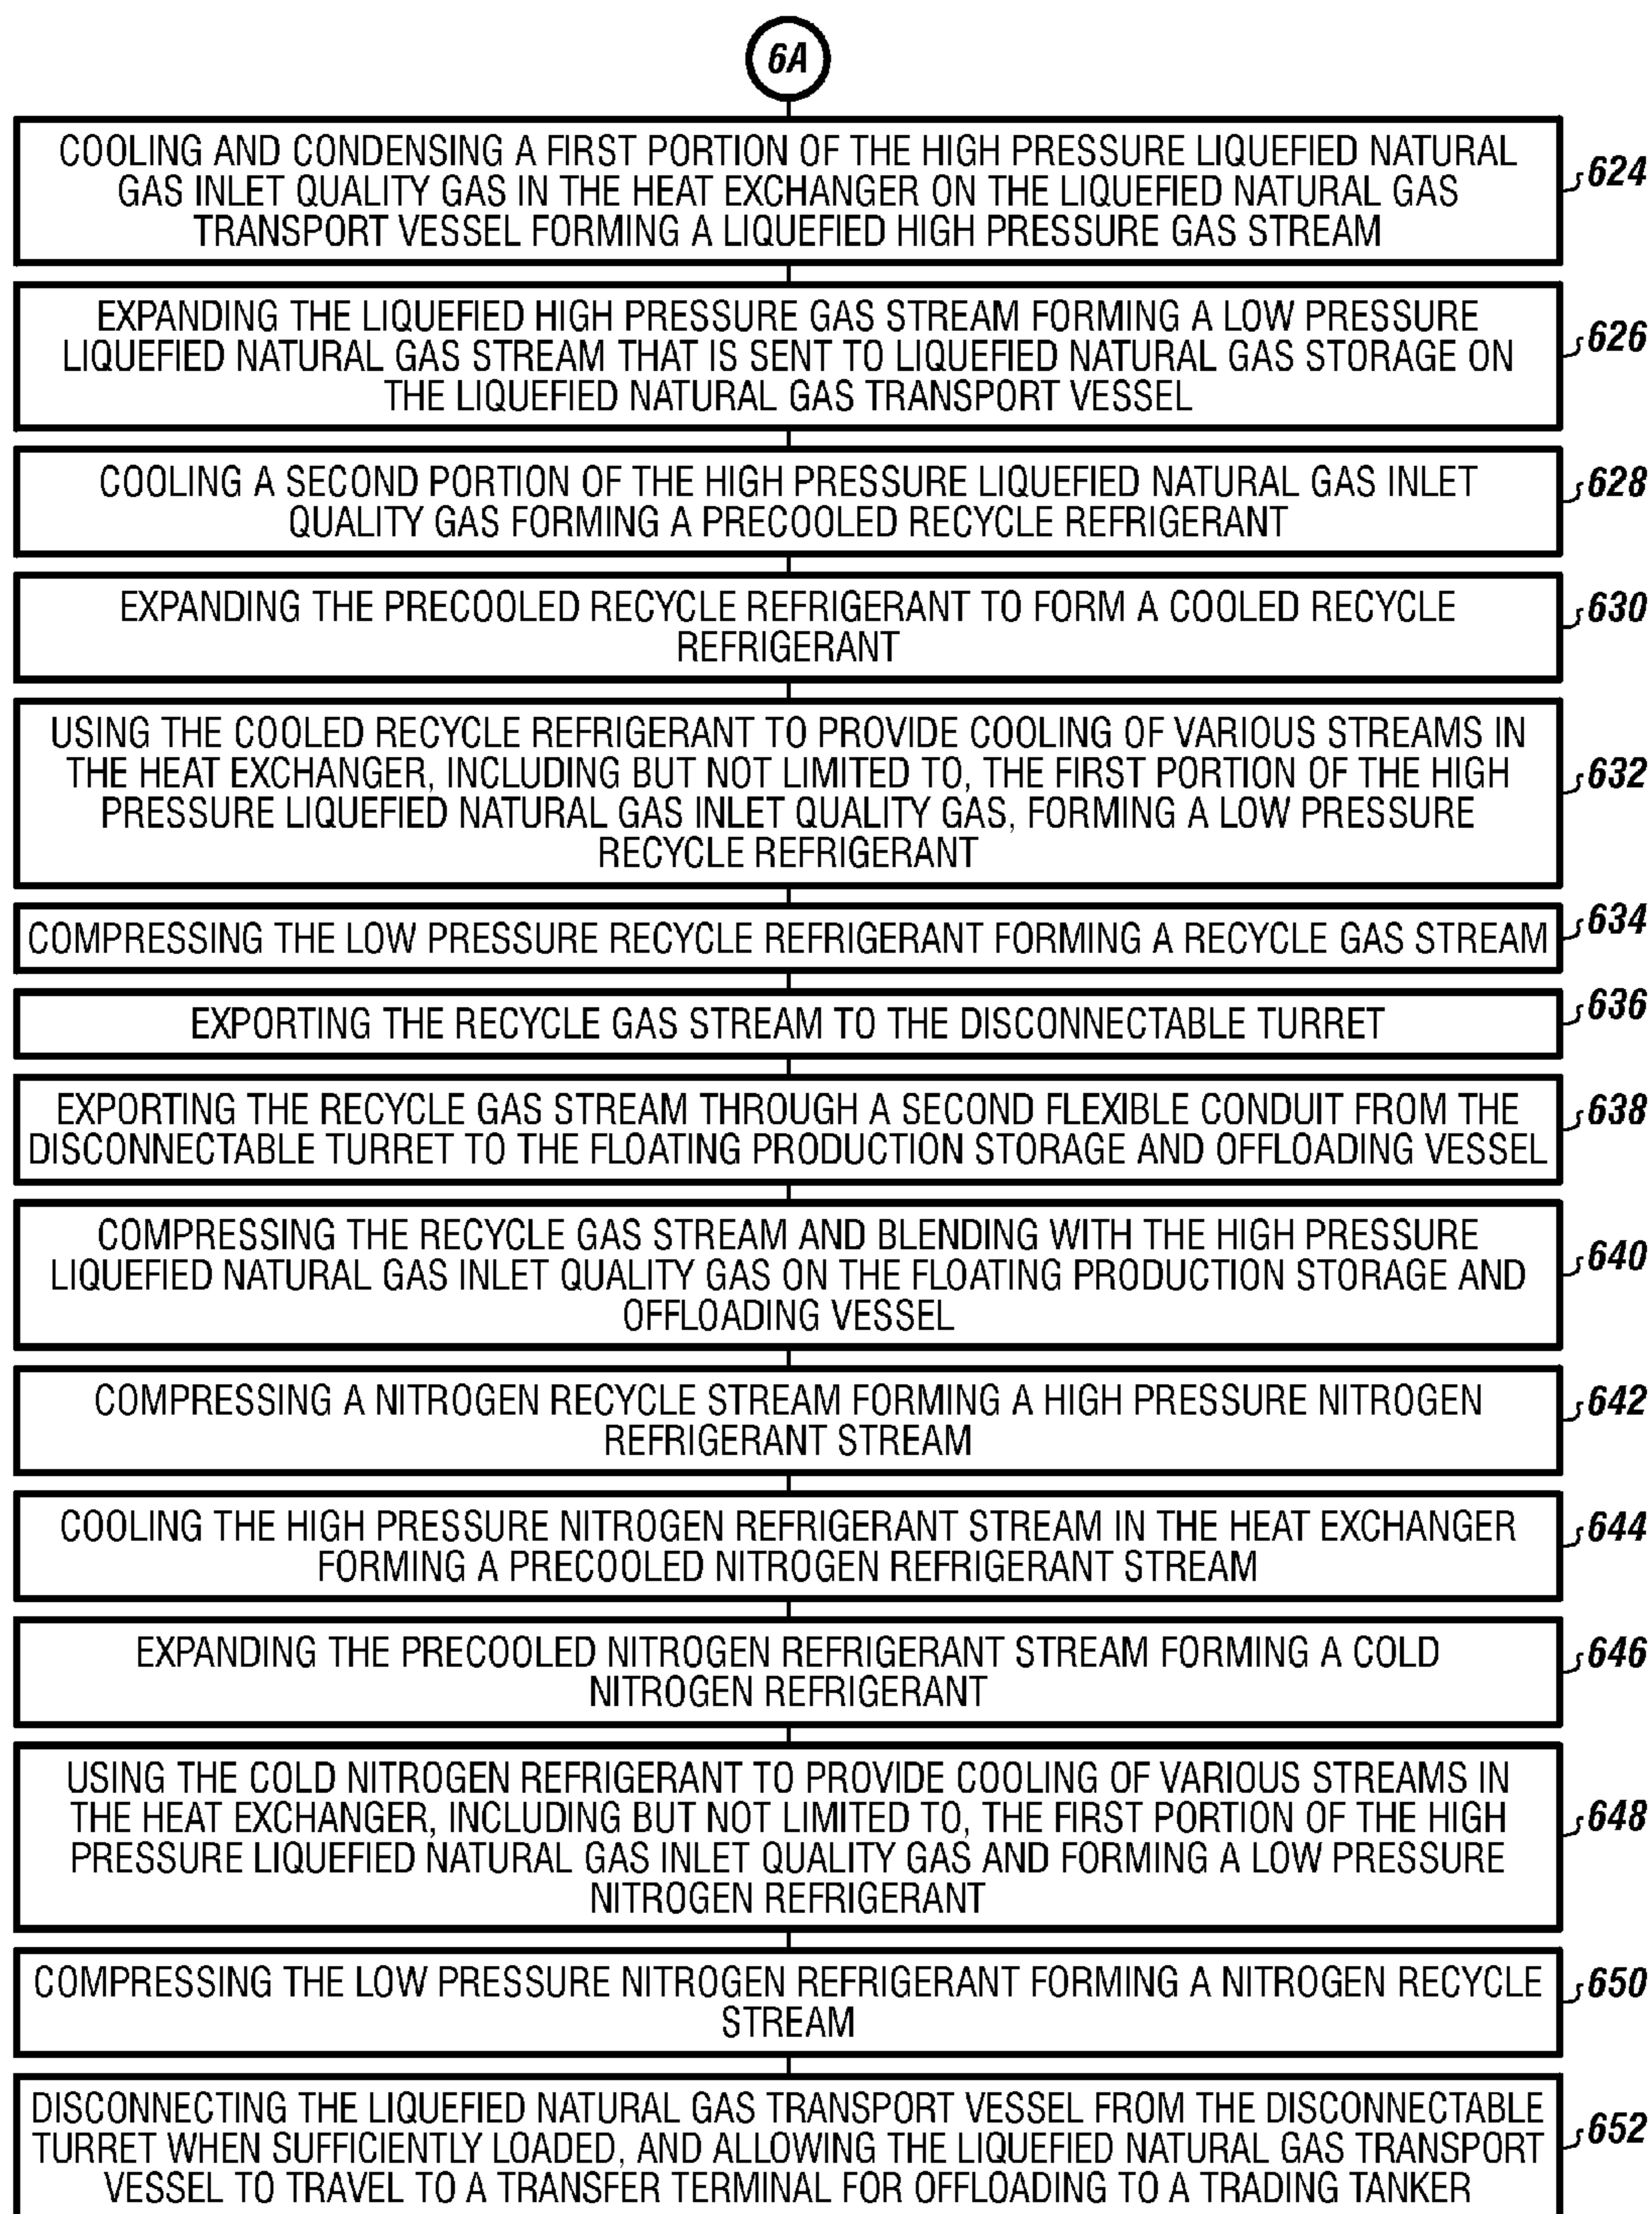 6A
COOLING AND CONDENSING A FIRST PORTION OF THE HIGH PRESSURE LIQUEFIED NATURAL
GAS INLET QUALITY GAS IN THE HEAT EXCHANGER ON THE LIQUEFIED NATURAL GAS
TRANSPORT VESSEL FORMING A LIQUEFIED HIGH PRESSURE GAS STREAM
624
EXPANDING THE LIQUEFIED HIGH PRESSURE GAS STREAM FORMING A LOW PRESSURE
LIQUEFIED NATURAL GAS STREAM THAT IS SENT TO LIQUEFIED NATURAL GAS STORAGE ON
THE LIQUEFIED NATURAL GAS TRANSPORT VESSEL
626
COOLING A SECOND PORTION OF THE HIGH PRESSURE LIQUEFIED NATURAL GAS INLET
QUALITY GAS FORMING A PRECOOLED RECYCLE REFRIGERANT
628
EXPANDING THE PRECOOLED RECYCLE REFRIGERANT TO FORM A COOLED RECYCLE
REFRIGERANT
630
USING THE COOLED RECYCLE REFRIGERANT TO PROVIDE COOLING OF VARIOUS STREAMS IN
THE HEAT EXCHANGER, INCLUDING BUT NOT LIMITED TO, THE FIRST PORTION OF THE HIGH
PRESSURE LIQUEFIED NATURAL GAS INLET QUALITY GAS, FORMING A LOW PRESSURE
RECYCLE REFRIGERANT
632
COMPRESSING THE LOW PRESSURE RECYCLE REFRIGERANT FORMING A RECYCLE GAS STREAM
634
EXPORTING THE RECYCLE GAS STREAM TO THE DISCONNECTABLE TURRET
636
EXPORTING THE RECYCLE GAS STREAM THROUGH A SECOND FLEXIBLE CONDUIT FROM THE
DISCONNECTABLE TURRET TO THE FLOATING PRODUCTION STORAGE AND OFFLOADING VESSEL
638
COMPRESSING THE RECYCLE GAS STREAM AND BLENDING WITH THE HIGH PRESSURE
LIQUEFIED NATURAL GAS INLET QUALITY GAS ON THE FLOATING PRODUCTION STORAGE AND
OFFLOADING VESSEL
640
COMPRESSING A NITROGEN RECYCLE STREAM FORMING A HIGH PRESSURE NITROGEN
REFRIGERANT STREAM
642
COOLING THE HIGH PRESSURE NITROGEN REFRIGERANT STREAM IN THE HEAT EXCHANGER
FORMING A PRECOOLED NITROGEN REFRIGERANT STREAM
644
EXPANDING THE PRECOOLED NITROGEN REFRIGERANT STREAM FORMING A COLD
NITROGEN REFRIGERANT
646
USING THE COLD NITROGEN REFRIGERANT TO PROVIDE COOLING OF VARIOUS STREAMS IN
THE HEAT EXCHANGER, INCLUDING BUT NOT LIMITED TO, THE FIRST PORTION OF THE HIGH
PRESSURE LIQUEFIED NATURAL GAS INLET QUALITY GAS AND FORMING A LOW PRESSURE
NITROGEN REFRIGERANT
648
COMPRESSING THE LOW PRESSURE NITROGEN REFRIGERANT FORMING A NITROGEN RECYCLE
STREAM
650
DISCONNECTING THE LIQUEFIED NATURAL GAS TRANSPORT VESSEL FROM THE DISCONNECTABLE
TURRET WHEN SUFFICIENTLY LOADED, AND ALLOWING THE LIQUEFIED NATURAL GAS TRANSPORT
VESSEL TO TRAVEL TO A TRANSFER TERMINAL FOR OFFLOADING TO A TRADING TANKER
652